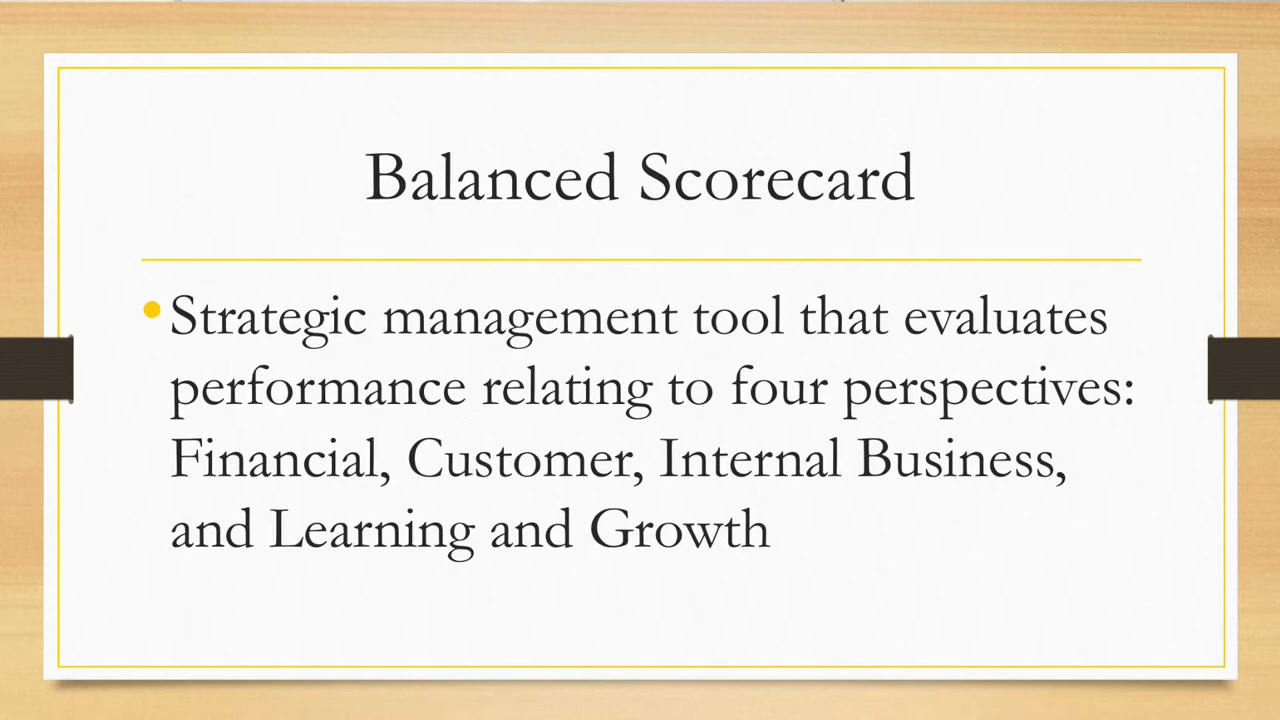 Balanced Scorecard
• Strategic management tool that evaluates
performance relating to four perspectives:
Financial, Customer, Internal Business,
and Learning and Growth